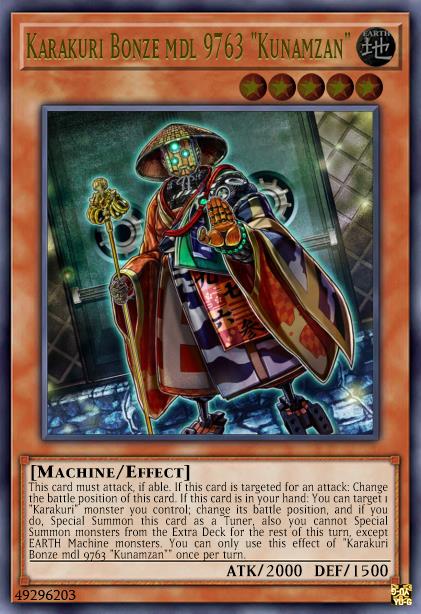 Karakuri Bonze mdl 9763 "Kunamzan"
EARTH
地
[Machine/Effect]
This card must attack, if able. If this card is targeted for an attack: Change
the battle position of this card. If this card is in your hand: You can target 1
"Karakuri" monster you control; change its battle position, and if you
do, Special Summon this card as a Tuner, also you cannot Special
Summon monsters from the Extra Deck for the rest of this turn, except
EARTH Machine monsters. You can only use this effect of "Karakuri
Bonze mdl 9763 "Kunamzan"" once per turn.
ATK/2000 DEF/1500
49296203